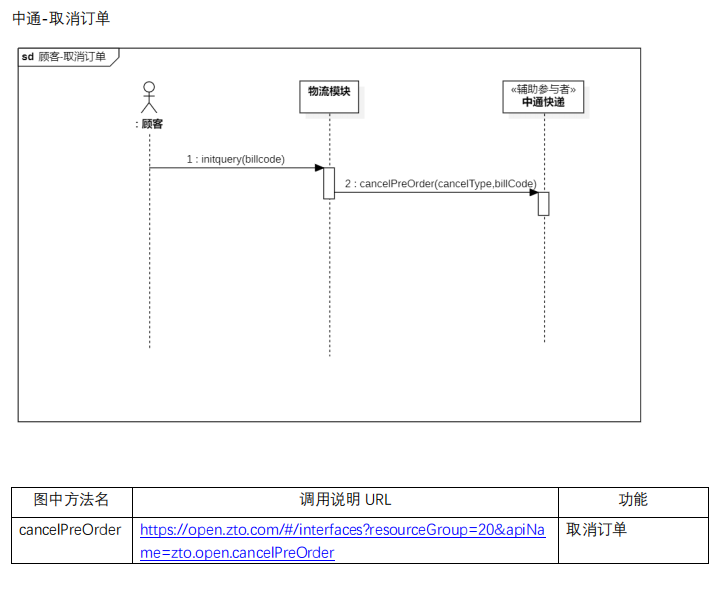 中通-取消订单
sd 顾客-取消订单
物流模块
«辅助参与者»
中通快递
: 顾客
1 : initquery(billcode)
2 : cancelPreOrder(cancelType,billCode)
图中方法名 调用说明 URL 功能
cancelPreOrder https://open.zto.com/#/interfaces?resourceGroup=20&apiNa 取消订单
me=zto.open.cancelPreOrder